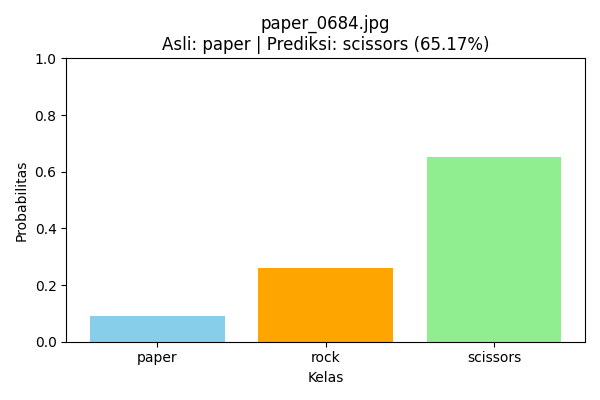 paper_0684.jpg
Asli: paper | Prediksi: scissors (65.17%)
1.0
0.8
0.6
0.4
0.2
0.0
Probabilitas
paper rock scissors
Kelas